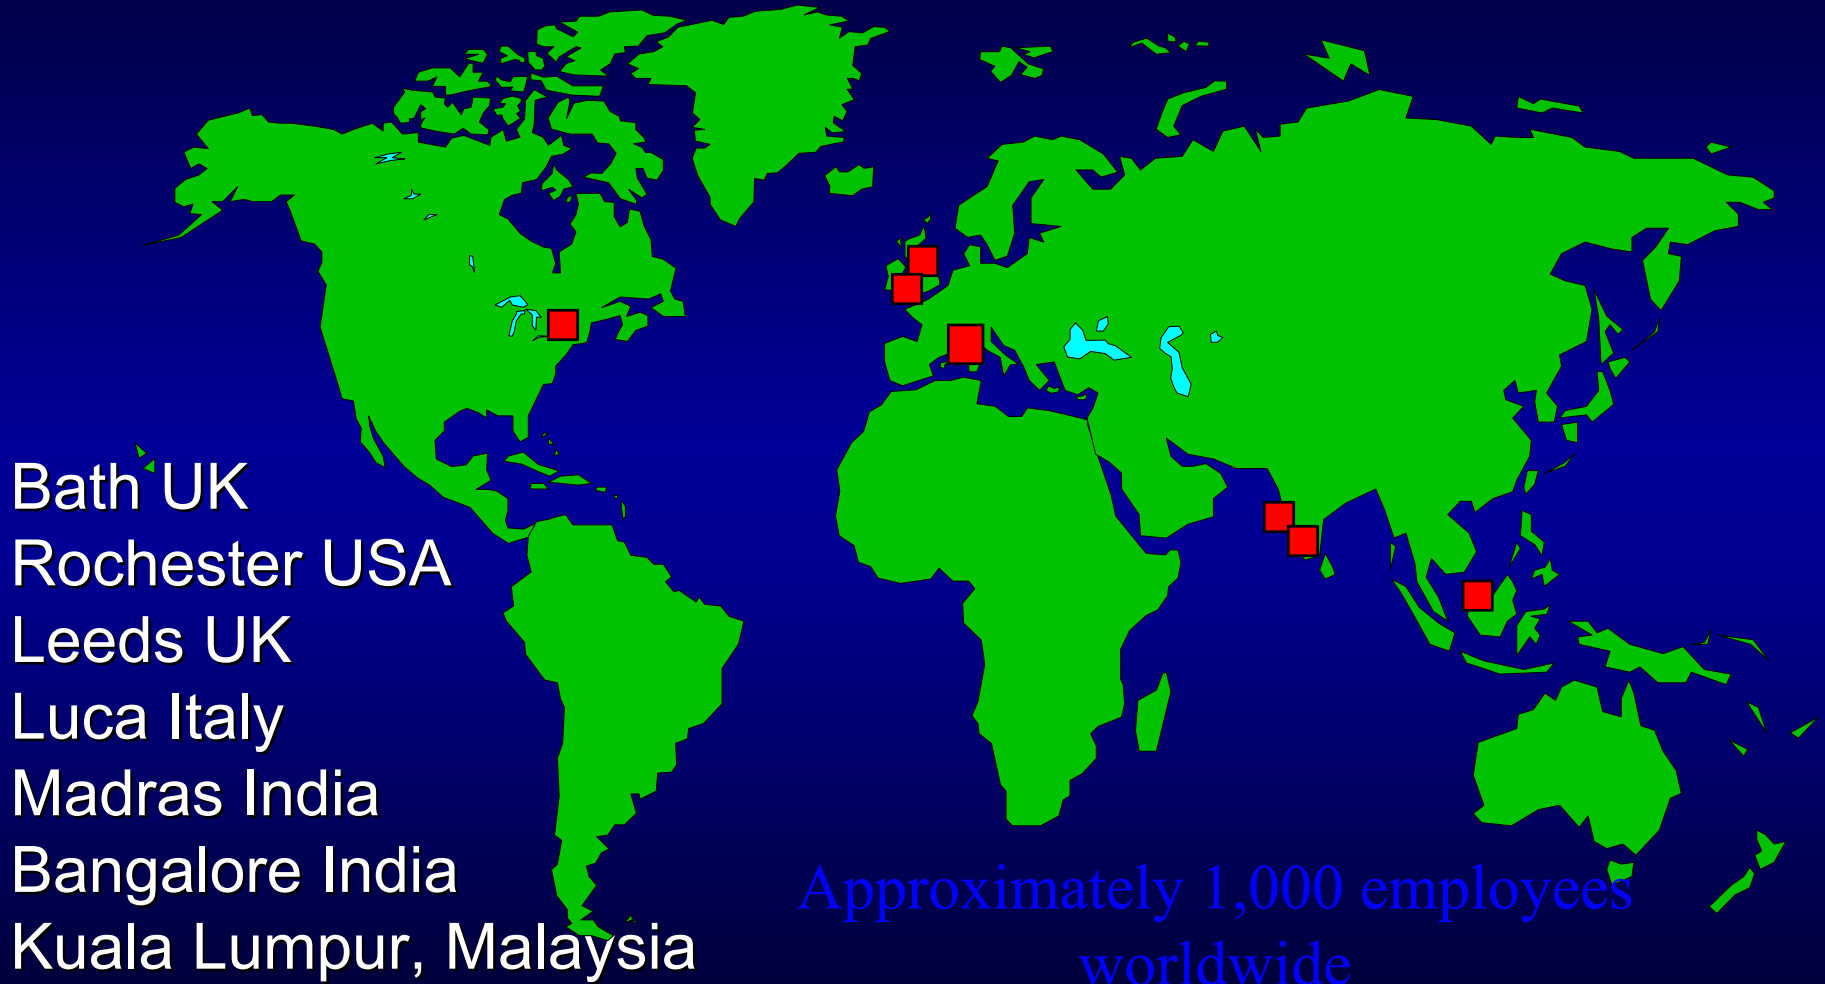 Bath UK
Rochester USA
Leeds UK
Luca Italy
Madras India
Bangalore India
Kuala Lumpur, Malaysia
Approximately 1,000 employees
worldwide